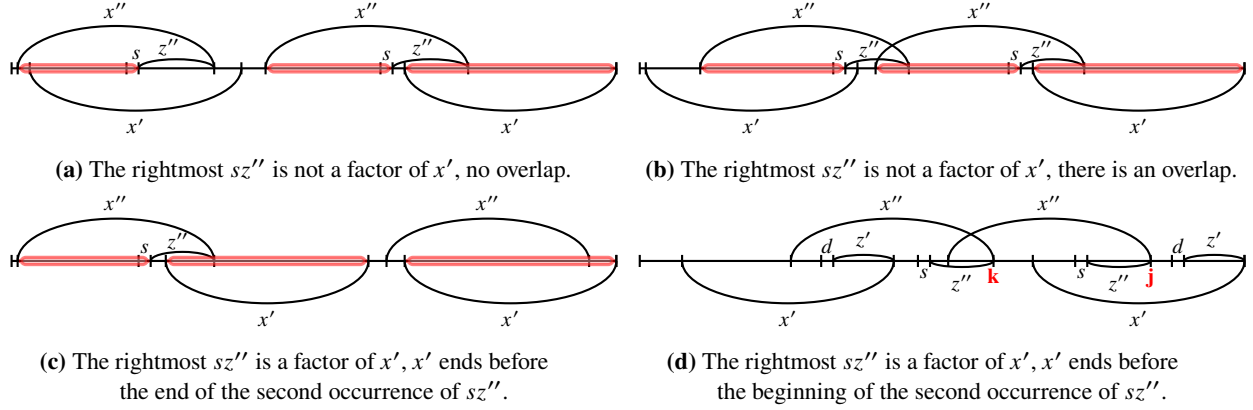 x″ x″ x″ x″
s z″ s z″ s z″ s z″
x′ x′ x′ x′
(a) The rightmost sz″ is not a factor of x′, no overlap.
(b) The rightmost sz″ is not a factor of x′, there is an overlap.
x″ x″ x″ x″
s z″ d z′ d z′
s z″ k s z″ j
x′ x′ x′ x′
(c) The rightmost sz″ is a factor of x′, x′ ends before
the end of the second occurrence of sz″.
(d) The rightmost sz″ is a factor of x′, x′ ends before
the beginning of the second occurrence of sz″.